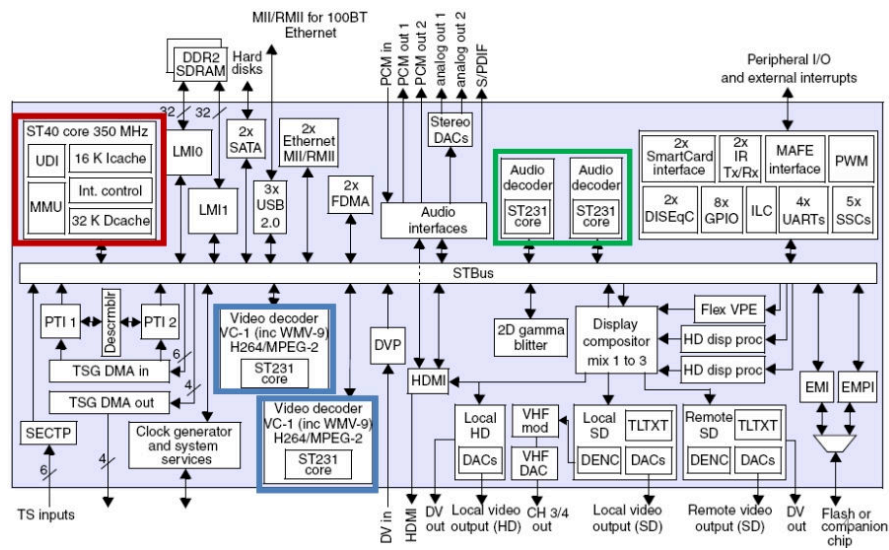 MII/RMII for 100BT
Ethernet
DDR2
SDRAM
Hard
disks
PCM in
PCM out 1
PCM out 2
analog out 1
analog out 2
S/PDIF
Peripheral I/O
and external interrupts
32
32
ST40 core 350 MHz
UDI
16 K Icache
MMU
Int. control
32 K Dcache
LMI0
LMI1
2x
SATA
3x
USB
2.0
2x
Ethernet
MII/RMII
2x
FDMA
Stereo
DACs
Audio
interfaces
Audio
decoder
ST231
core
Audio
decoder
ST231
core
2x
SmartCard
interface
2x
IR
Tx/Rx
MAFE
interface
PWM
2x
DISEqC
8x
GPIO
ILC
4x
UARTs
5x
SSCs
STBus
PTI 1
Descrmblr
PTI 2
6
TSG DMA in
4
TSG DMA out
SECTP
Clock generator
and system
services
Video decoder
VC-1 (inc WMV-9)
H264/MPEG-2
ST231
core
Video decoder
VC-1 (inc WMV-9)
H264/MPEG-2
ST231
core
DVP
HDMI
2D gamma
blitter
Display
compositor
mix 1 to 3
Flex VPE
HD disp proc
HD disp proc
EMI
EMPI
Local
HD
DACs
VHF
mod
VHF
DAC
Local
SD
TLTXT
DENC
DACs
Remote
SD
TLTXT
DENC
DACs
6
4
TS inputs
DV in
HDMI
DV
out
Local video
output (HD)
CH 3/4
out
Local video
output (SD)
Remote video
output (SD)
DV
out
Flash or
companion
chip